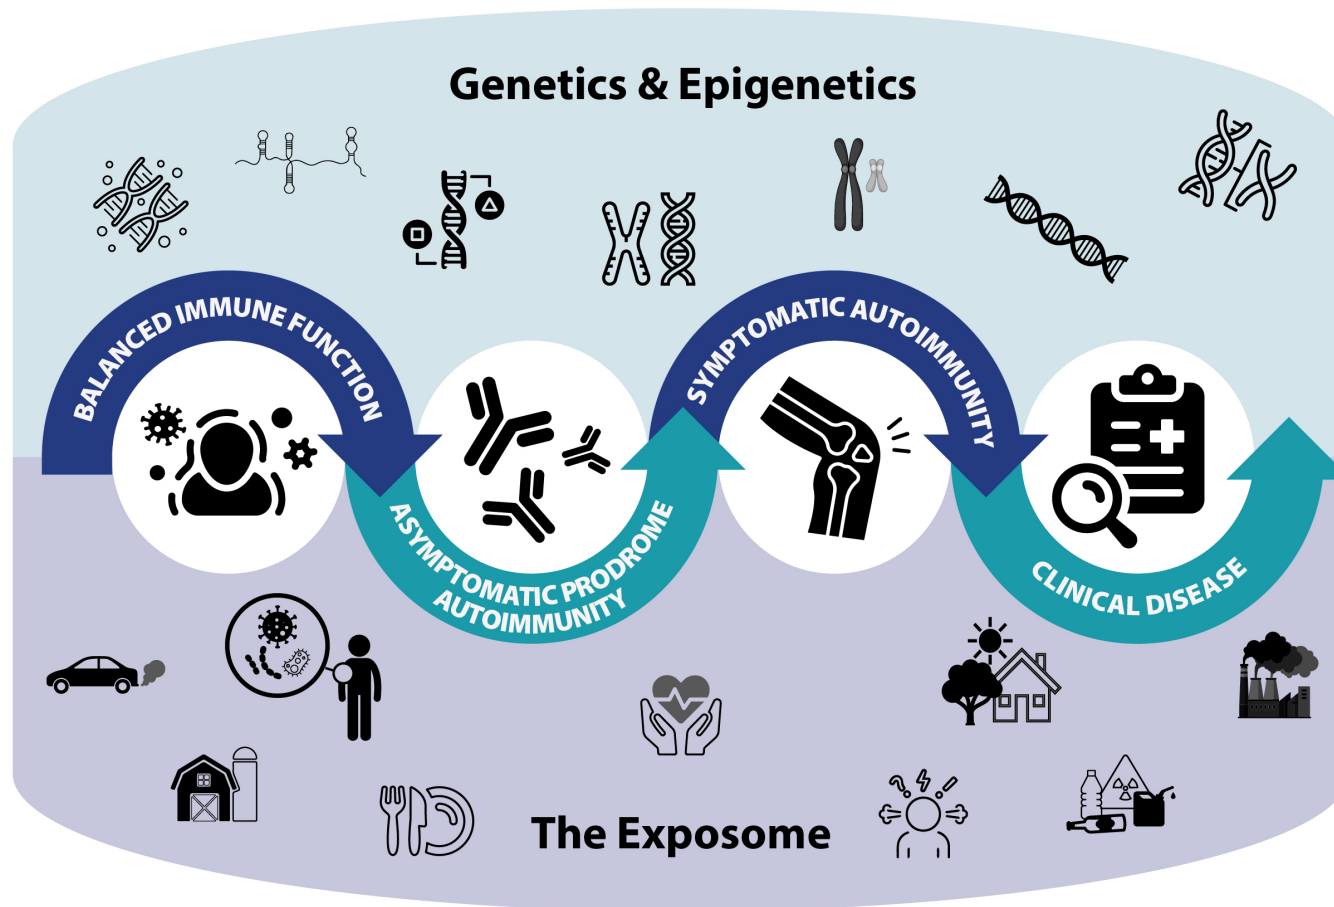 Genetics & Epigenetics
BALANCED IMMUNE FUNCTION
SYMPTOMATIC AUTOIMMUNITY
ASYMPTOMATIC PRODROME
AUTOIMMUNITY
CLINICAL DISEASE
The Exposome